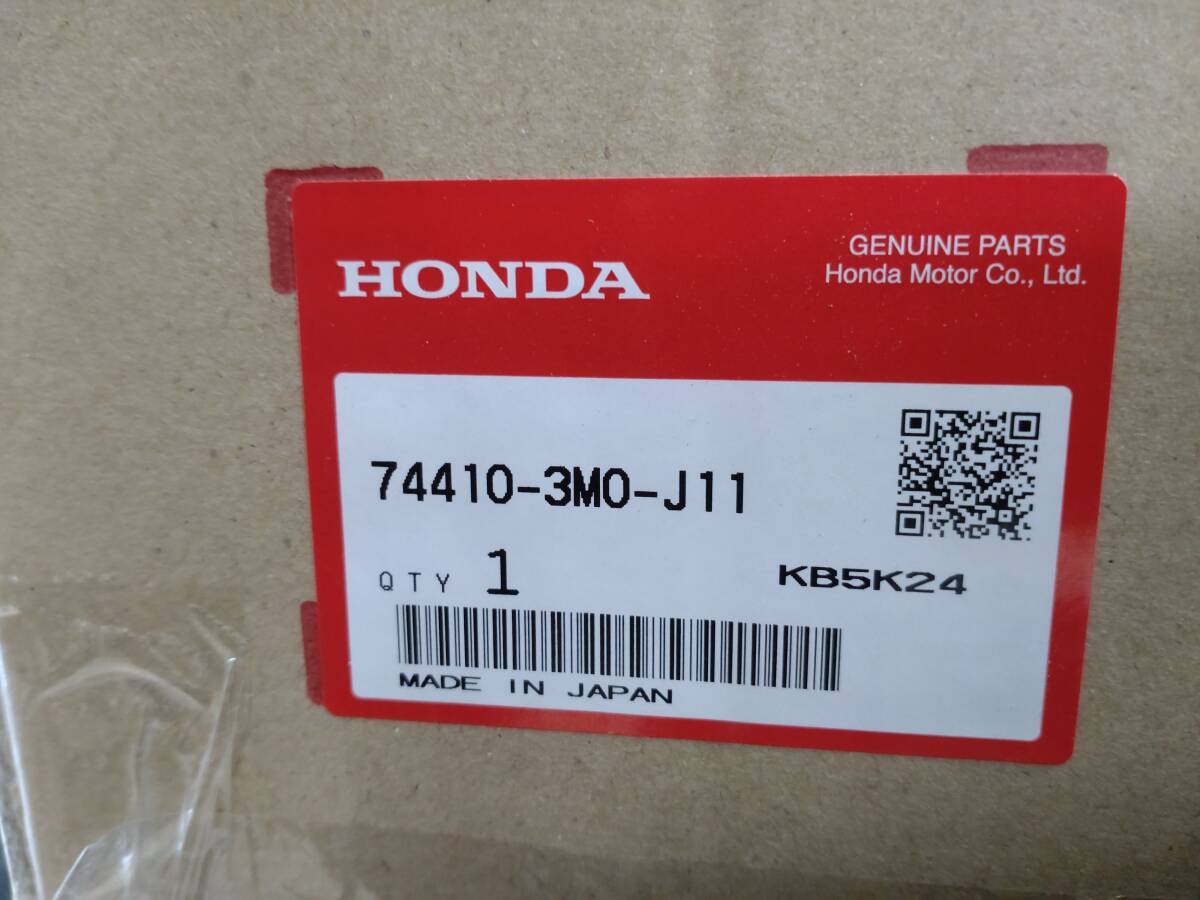 HONDA
GENUINE PARTS
Honda Motor Co., Ltd.
74410-3M0-J11
QTY 1
KB5K24
MADE IN JAPAN